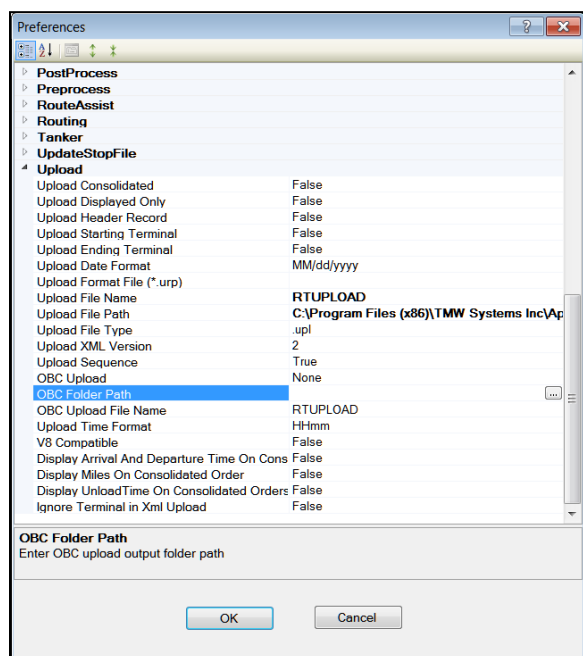 Preferences
PostProcess
Preprocess
RouteAssist
Routing
Tanker
UpdateStopFile
Upload
Upload Consolidated False
Upload Displayed Only False
Upload Header Record False
Upload Starting Terminal False
Upload Ending Terminal False
Upload Date Format MM/dd/yyyy
Upload Format File (*.urp)
Upload File Name RTUPLOAD
Upload File Path C:\Program Files (x86)\TMW Systems Inc\Ap
Upload File Type .upl
Upload XML Version 2
Upload Sequence True
OBC Upload None
OBC Folder Path ...
OBC Upload File Name RTUPLOAD
Upload Time Format HHmm
V8 Compatible False
Display Arrival And Departure Time On Cons False
Display Miles On Consolidated Order False
Display UnloadTime On Consolidated Orders False
Ignore Terminal in Xml Upload False
OBC Folder Path
Enter OBC upload output folder path
OK Cancel